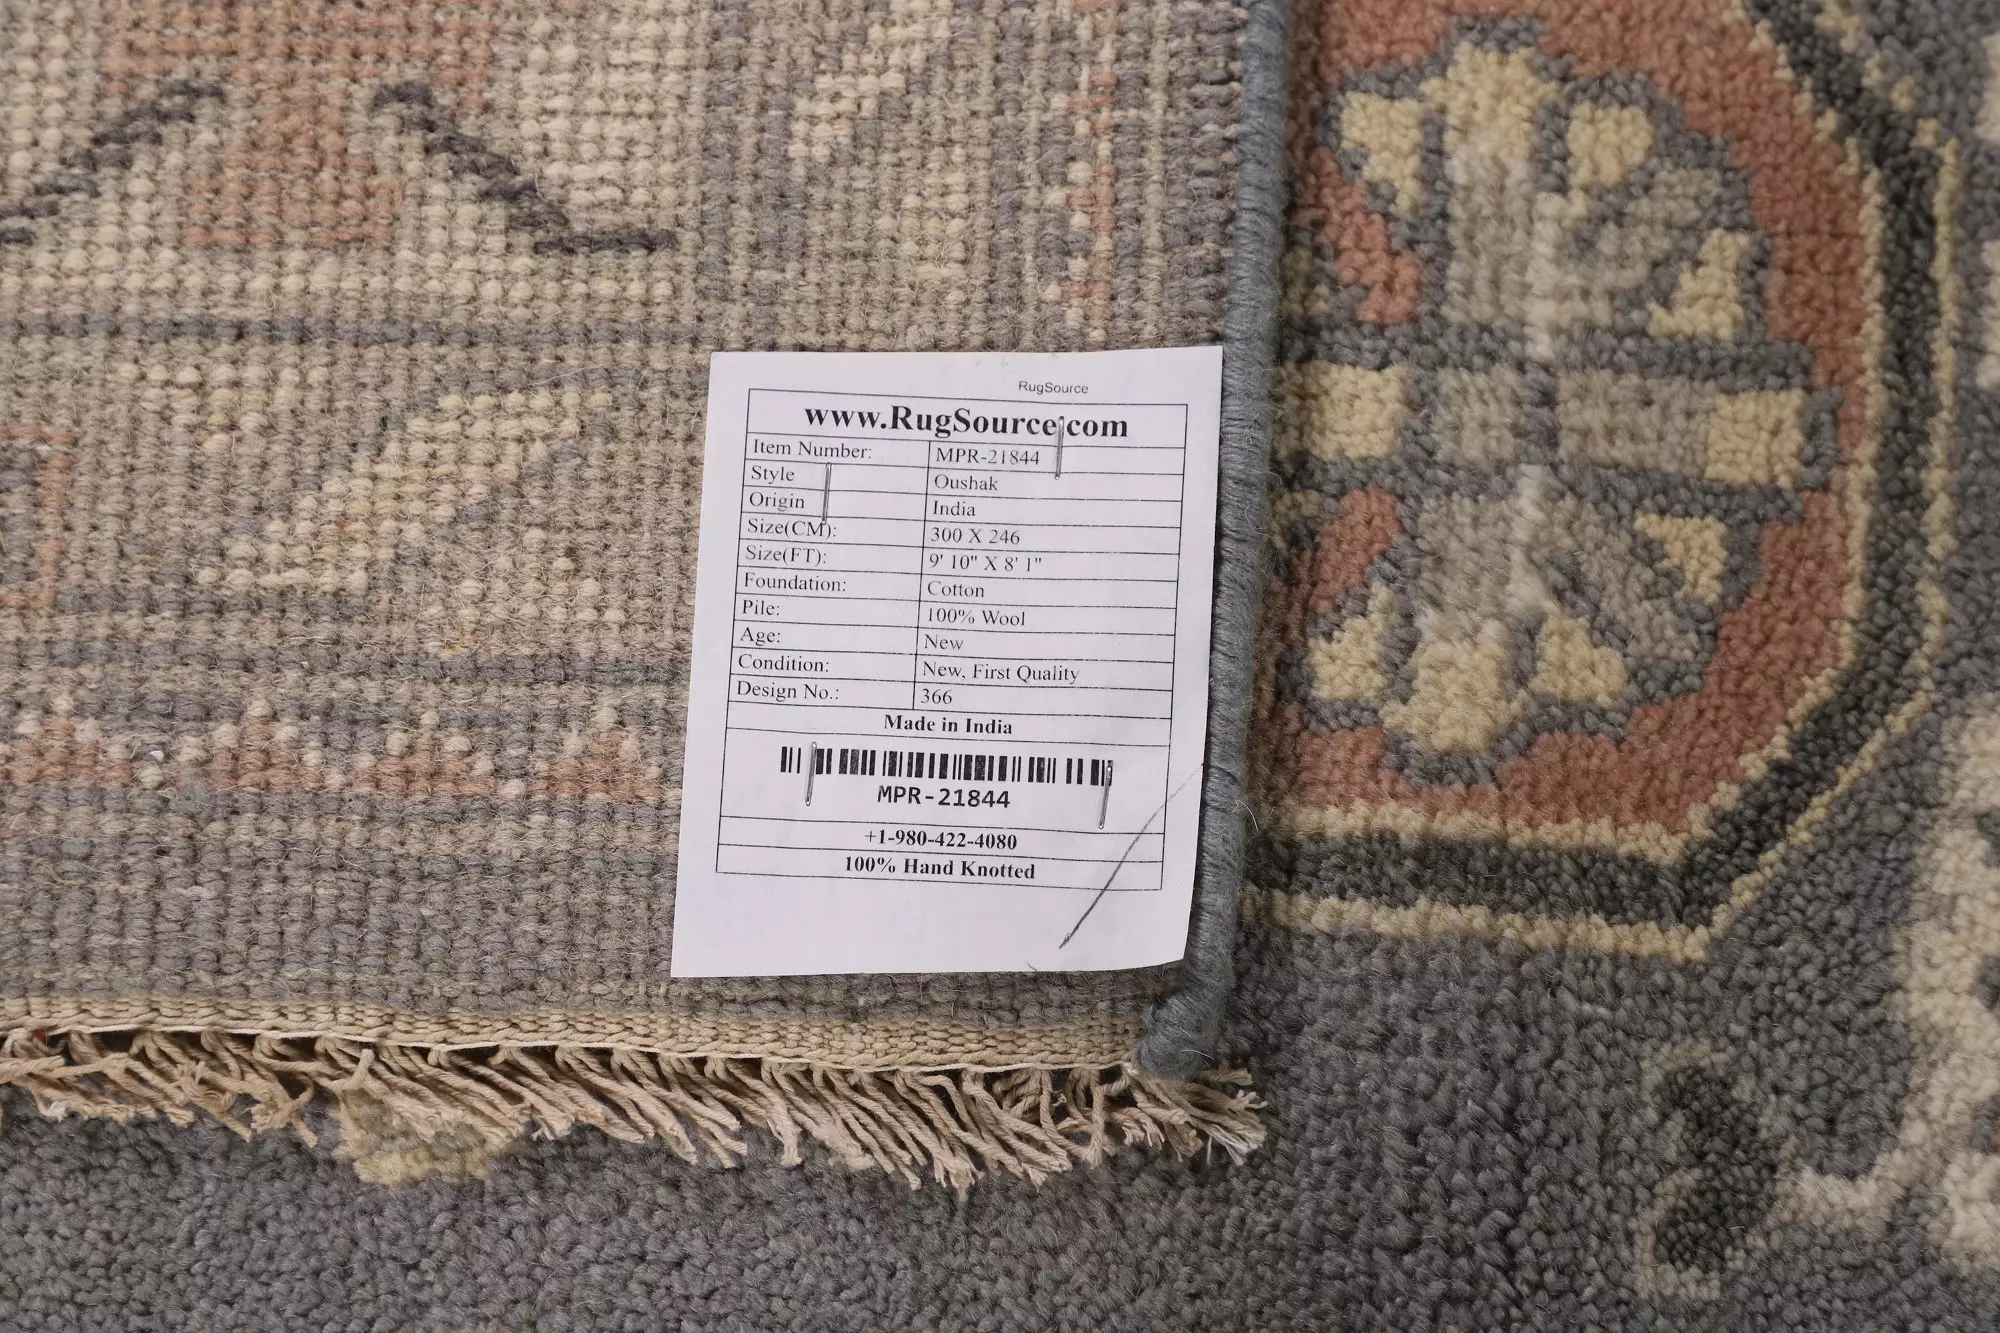 RugSource
www.RugSource.com
Item Number: MPR-21844
Style Oushak
Origin India
Size(CM): 300 X 246
Size(FT): 9' 10" X 8' 1"
Foundation: Cotton
Pile: 100% Wool
Age: New
Condition: New, First Quality
Design No.: 366
Made in India
MPR-21844
+1-980-422-4080
100% Hand Knotted